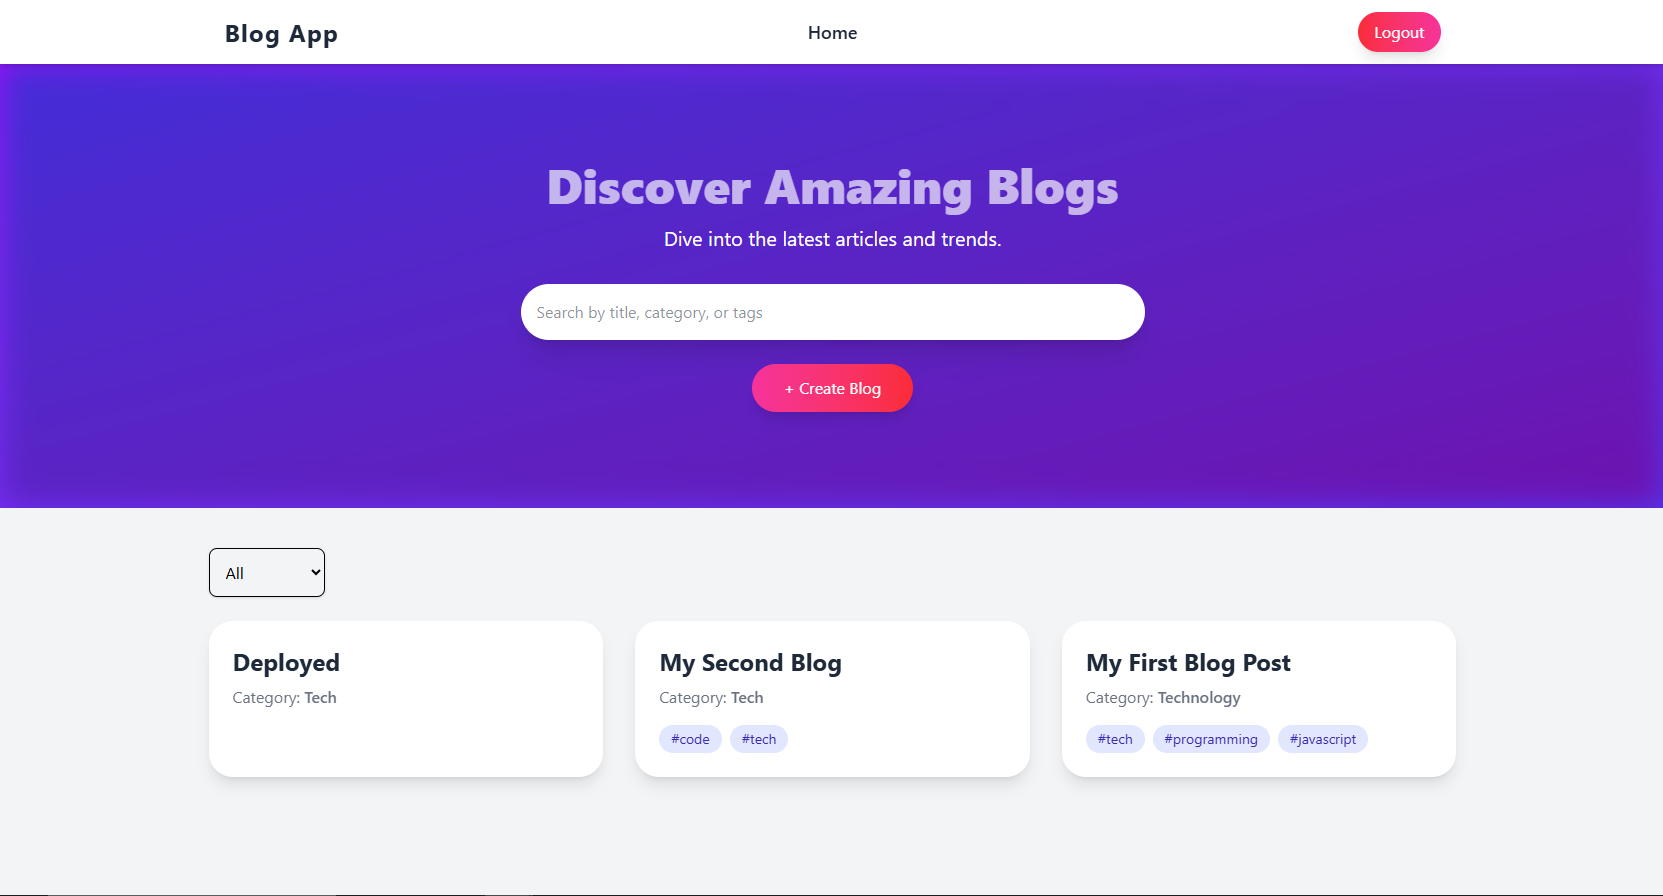 Blog App
Home
Logout
Discover Amazing Blogs
Dive into the latest articles and trends.
Search by title, category, or tags
+ Create Blog
All
Deployed
Category: Tech
My Second Blog
Category: Tech
#code #tech
My First Blog Post
Category: Technology
#tech #programming #javascript